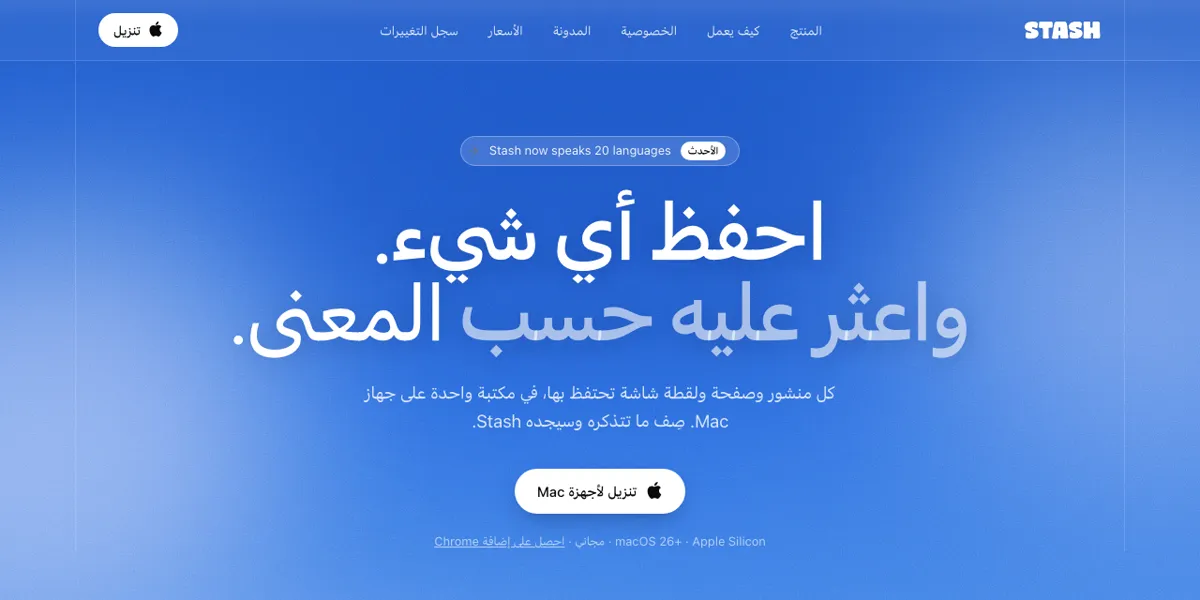 STASH
المنتج
كيف يعمل
الخصوصية
المدونة
الأسعار
سجل التغييرات
تنزيل
الأحدث Stash now speaks 20 languages
احفظ أي شيء.
واعثر عليه حسب المعنى.
كل منشور وصفحة ولقطة شاشة تحتفظ بها، في مكتبة واحدة على جهاز
Mac. صِف ما تتذكره وسيجده Stash.
تنزيل لأجهزة Mac
macOS 26+ · Apple Silicon · مجاني · احصل على إضافة Chrome